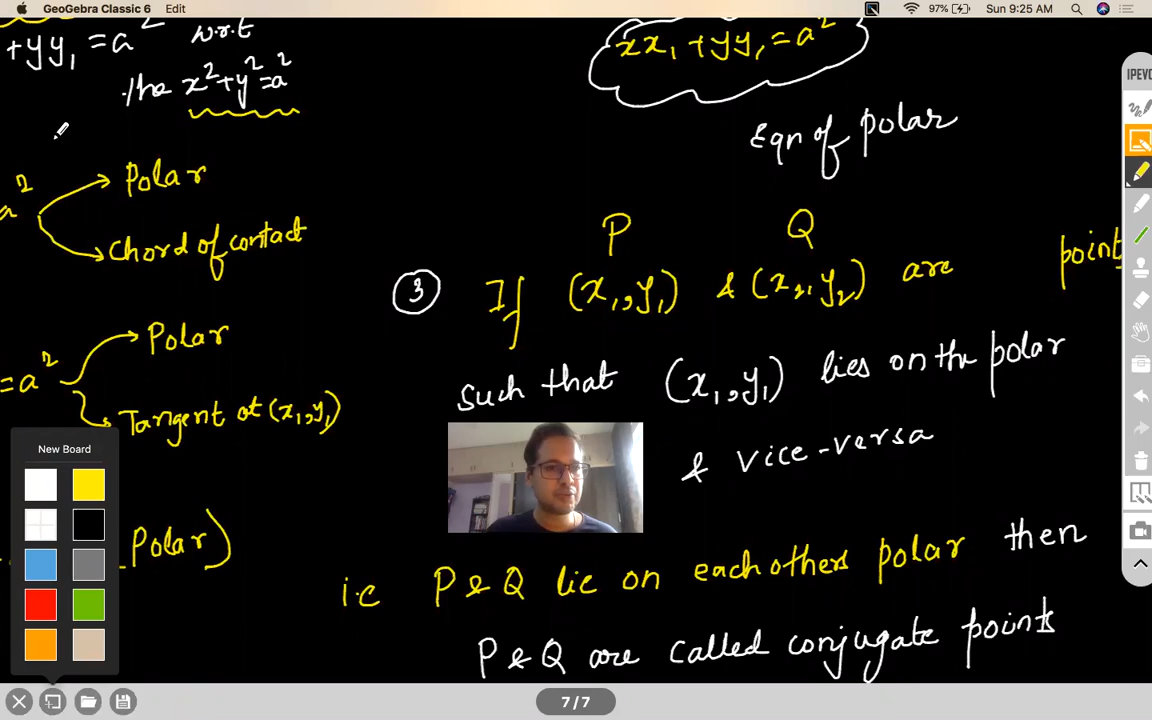 GeoGebra Classic 6 Edit 97% Sun 9:25 AM
+yy₁ = a² w.r.t
the x²+y²=a²
xx₁+yy₁=a²
Eqn of polar
a² Polar
Chord of contact
=a² Polar
Tangent at (x₁,y₁)
Polar)
P Q
③ If (x₁,y₁) & (x₂,y₂) are points
such that (x₁,y₁) lies on the polar
& vice-versa
i.e P & Q lie on each others polar then
P & Q are called conjugate points
IPEVO
New Board
7 / 7